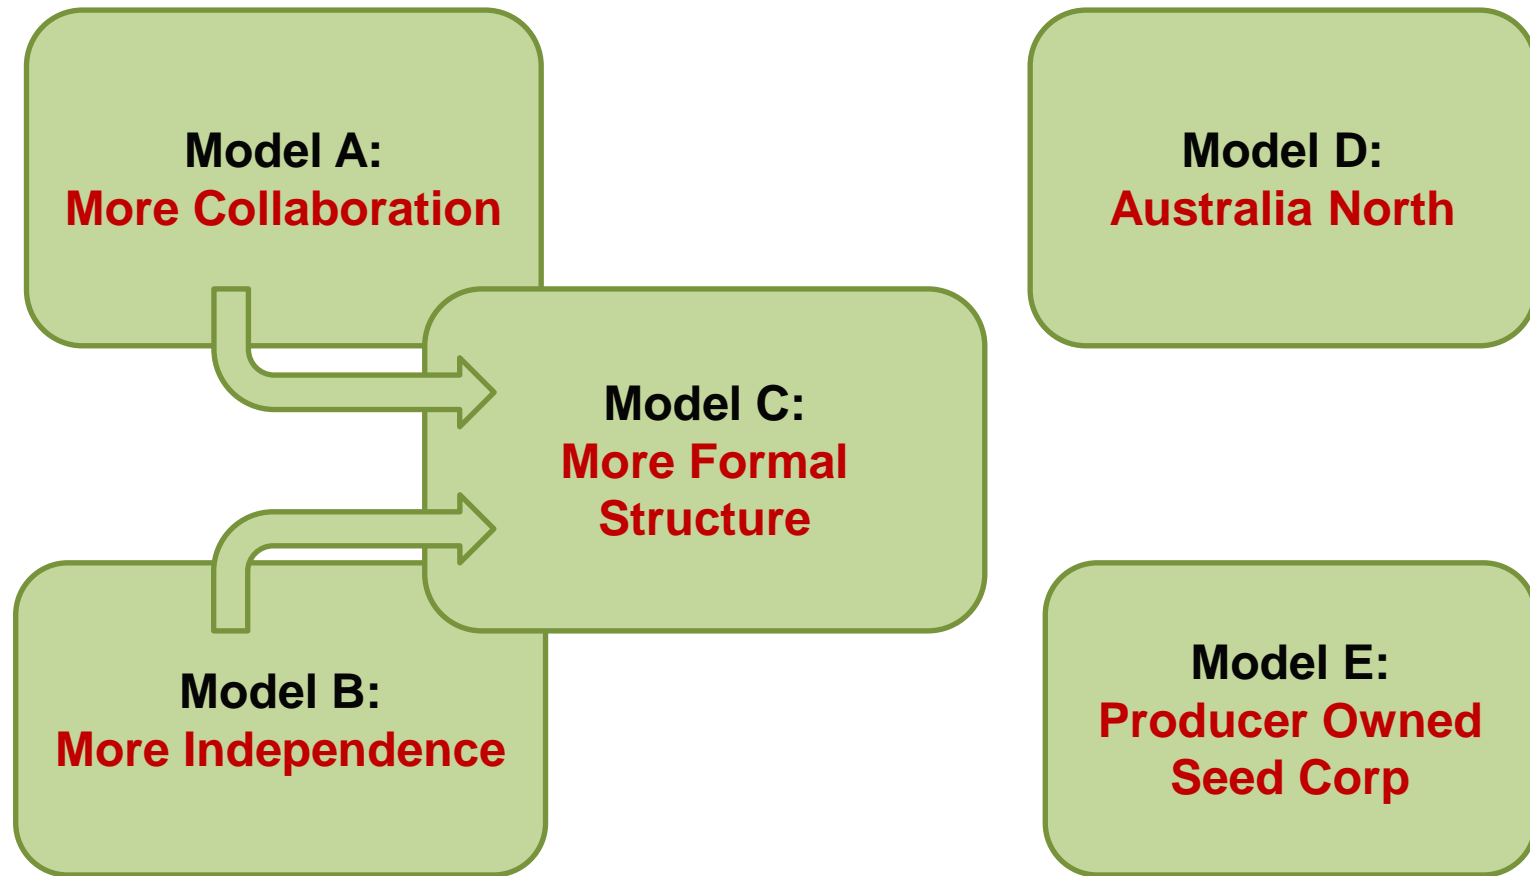 Model A:
More Collaboration
Model B:
More Independence
Model C:
More Formal
Structure
Model D:
Australia North
Model E:
Producer Owned
Seed Corp